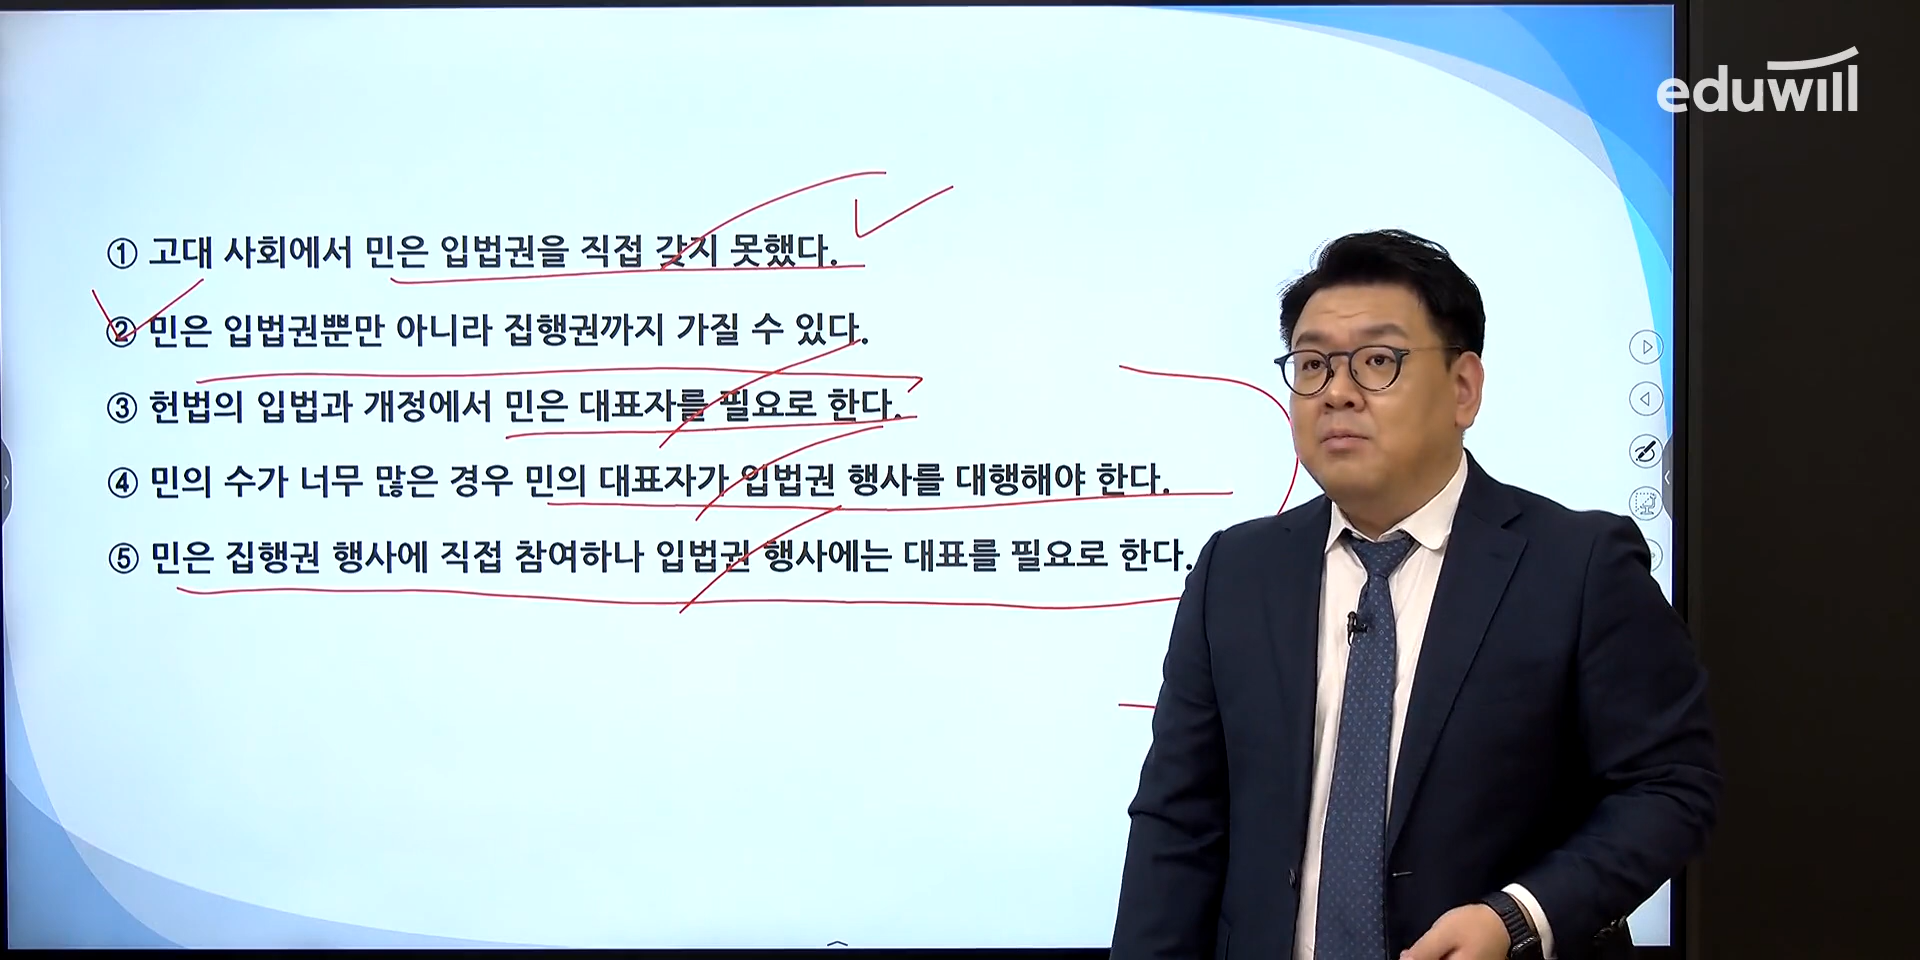 eduwill
① 고대 사회에서 민은 입법권을 직접 갖지 못했다.
② 민은 입법권뿐만 아니라 집행권까지 가질 수 있다.
③ 헌법의 입법과 개정에서 민은 대표자를 필요로 한다.
④ 민의 수가 너무 많은 경우 민의 대표자가 입법권 행사를 대행해야 한다.
⑤ 민은 집행권 행사에 직접 참여하나 입법권 행사에는 대표를 필요로 한다.